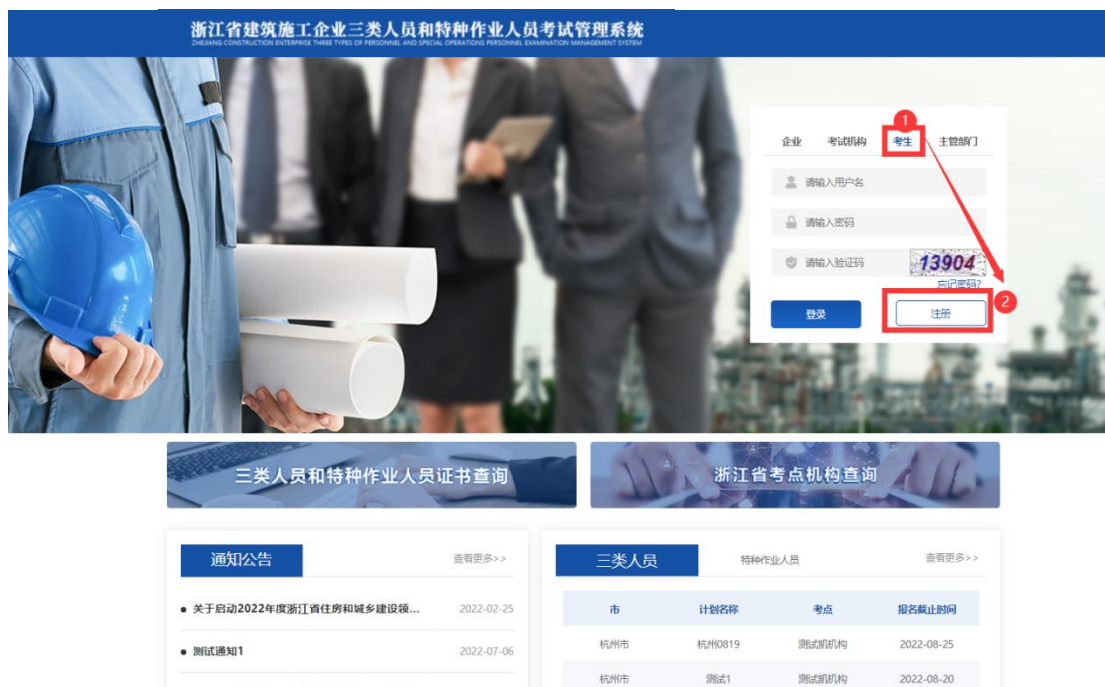 浙江省建筑施工企业三类人员和特种作业人员考试管理系统
ZHEJIANG CONSTRUCTION ENTERPRISE THREE TYPES OF PERSONNEL AND SPECIAL OPERATIONS PERSONNEL EXAMINATION MANAGEMENT SYSTEM
1
企业 考试机构 考生 主管部门
请输入用户名
请输入密码
请输入验证码 13904
忘记密码?
2
登录 注册
三类人员和特种作业人员证书查询 浙江省考点机构查询
通知公告 查看更多>>
三类人员 特种作业人员 查看更多>>
关于启动2022年度浙江省住房和城乡建设领... 2022-02-25
测试通知1 2022-07-06
市 计划名称 考点 报名截止时间
杭州市 杭州0819 测试凯机构 2022-08-25
杭州市 测试1 测试凯机构 2022-08-20